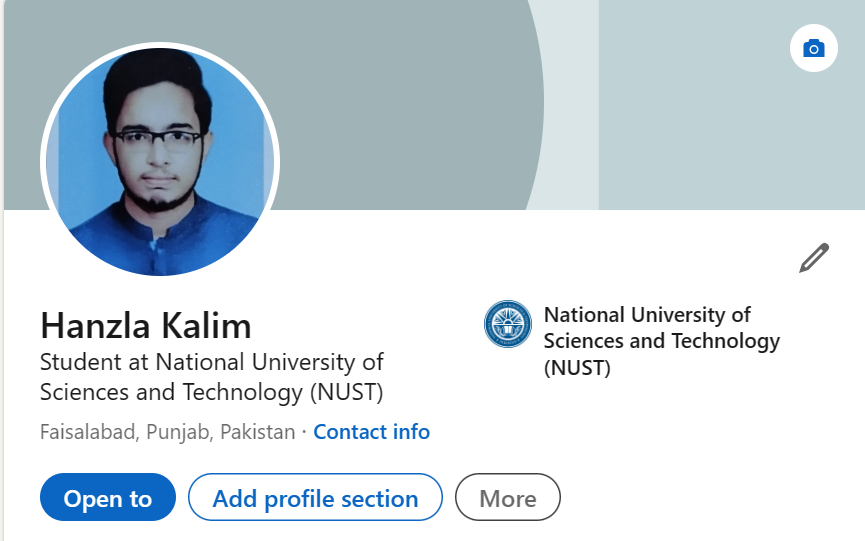 Hanzla Kalim
Student at National University of
Sciences and Technology (NUST)
Faisalabad, Punjab, Pakistan · Contact info
National University of
Sciences and Technology
(NUST)
Open to
Add profile section
More